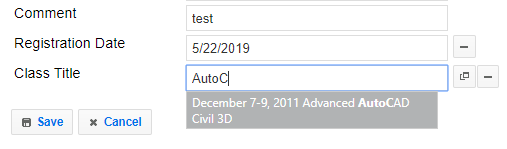 Comment test
Registration Date 5/22/2019
Class Title AutoC
December 7-9, 2011 Advanced AutoCAD
Civil 3D
Save Cancel